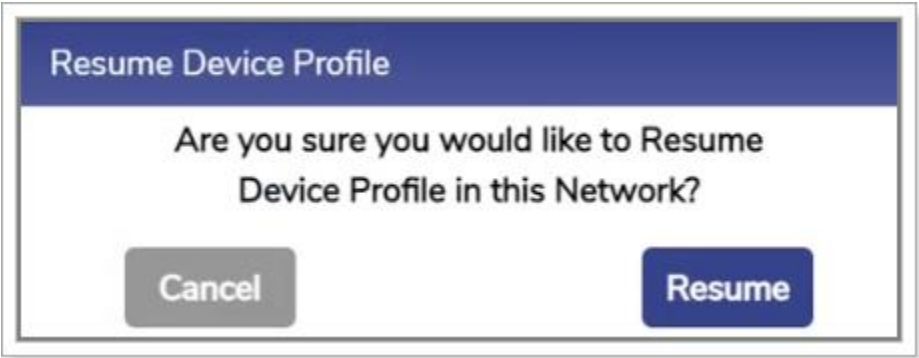 Resume Device Profile
Are you sure you would like to Resume
Device Profile in this Network?
Cancel
Resume